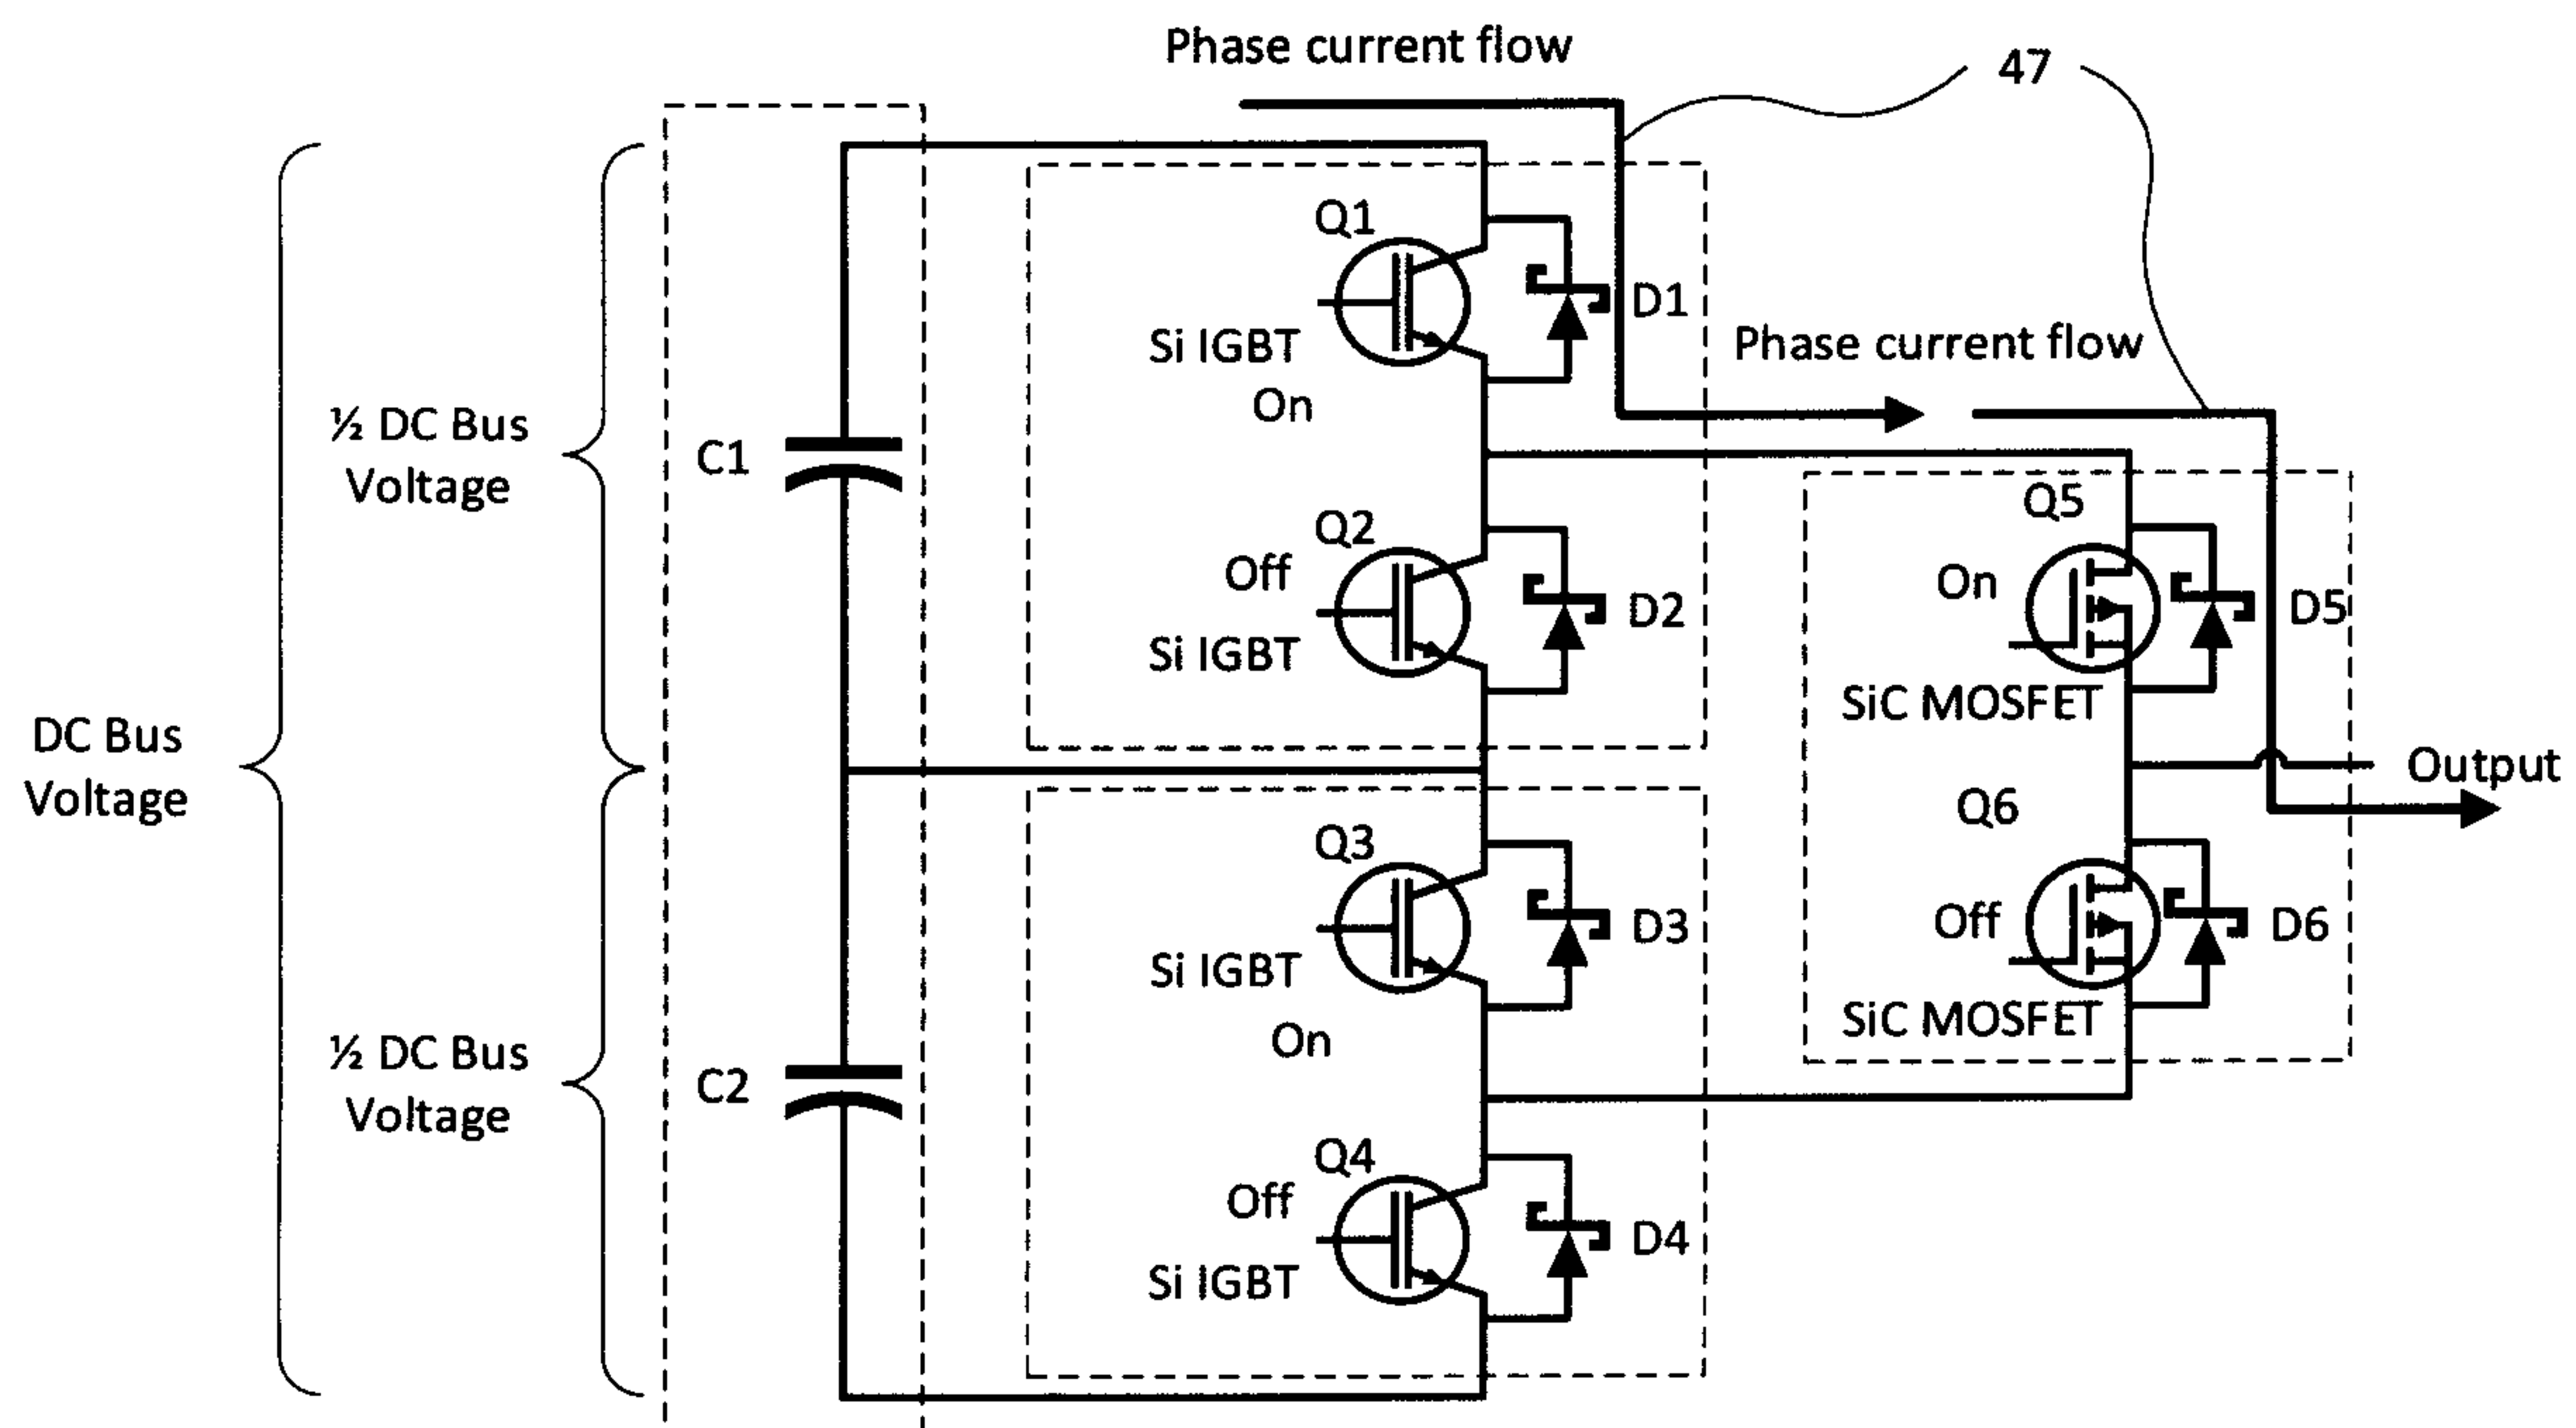 Phase current flow
47
Q1
D1
Si IGBT
On
Phase current flow
½ DC Bus
Voltage
C1
Q2
Off
D2
Si IGBT
Q5
On
D5
SiC MOSFET
DC Bus
Voltage
Output
Q6
Q3
D3
Si IGBT
On
Off
D6
SiC MOSFET
½ DC Bus
Voltage
C2
Q4
Off
D4
Si IGBT